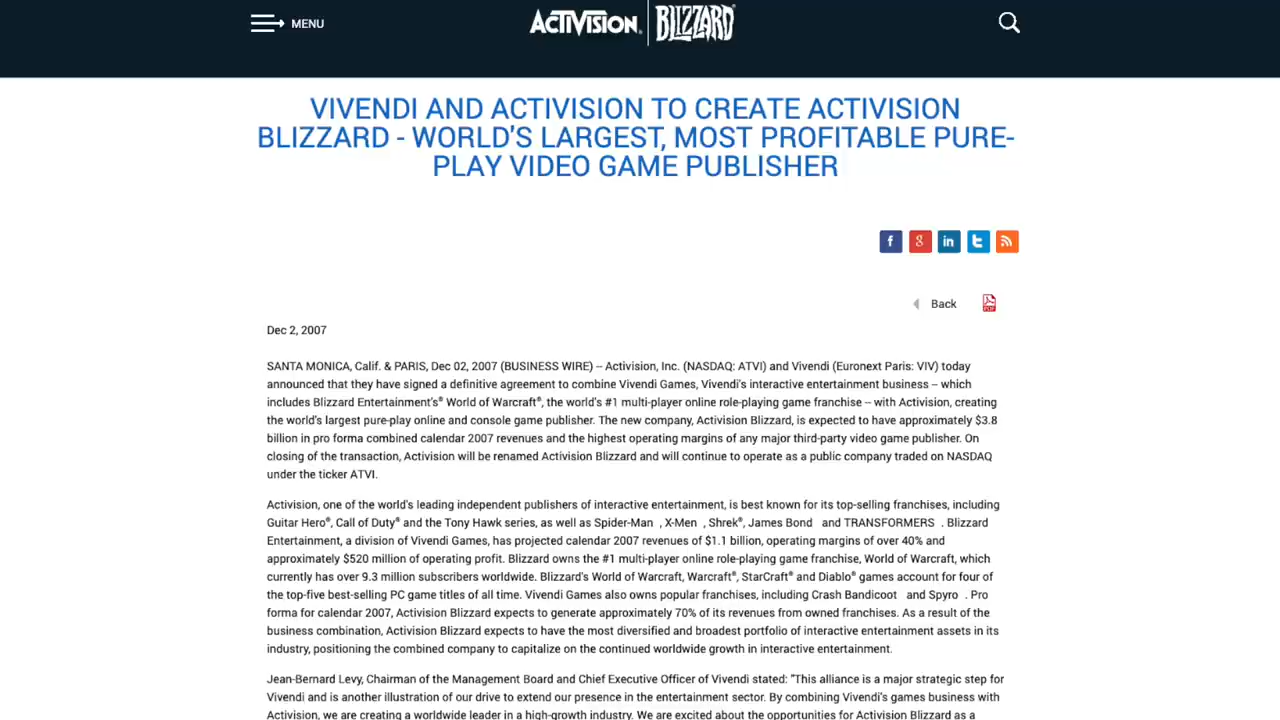 MENU
ACTIVISION. BLIZZARD
VIVENDI AND ACTIVISION TO CREATE ACTIVISION
BLIZZARD - WORLD'S LARGEST, MOST PROFITABLE PURE-
PLAY VIDEO GAME PUBLISHER
Back
Dec 2, 2007
SANTA MONICA, Calif. & PARIS, Dec 02, 2007 (BUSINESS WIRE) -- Activision, Inc. (NASDAQ: ATVI) and Vivendi (Euronext Paris: VIV) today
announced that they have signed a definitive agreement to combine Vivendi Games, Vivendi's interactive entertainment business -- which
includes Blizzard Entertainment's® World of Warcraft®, the world's #1 multi-player online role-playing game franchise -- with Activision, creating
the world's largest pure-play online and console game publisher. The new company, Activision Blizzard, is expected to have approximately $3.8
billion in pro forma combined calendar 2007 revenues and the highest operating margins of any major third-party video game publisher. On
closing of the transaction, Activision will be renamed Activision Blizzard and will continue to operate as a public company traded on NASDAQ
under the ticker ATVI.
Activision, one of the world's leading independent publishers of interactive entertainment, is best known for its top-selling franchises, including
Guitar Hero®, Call of Duty® and the Tony Hawk series, as well as Spider-Man , X-Men , Shrek®, James Bond and TRANSFORMERS . Blizzard
Entertainment, a division of Vivendi Games, has projected calendar 2007 revenues of $1.1 billion, operating margins of over 40% and
approximately $520 million of operating profit. Blizzard owns the #1 multi-player online role-playing game franchise, World of Warcraft, which
currently has over 9.3 million subscribers worldwide. Blizzard's World of Warcraft, Warcraft®, StarCraft® and Diablo® games account for four of
the top-five best-selling PC game titles of all time. Vivendi Games also owns popular franchises, including Crash Bandicoot and Spyro . Pro
forma for calendar 2007, Activision Blizzard expects to generate approximately 70% of its revenues from owned franchises. As a result of the
business combination, Activision Blizzard expects to have the most diversified and broadest portfolio of interactive entertainment assets in its
industry, positioning the combined company to capitalize on the continued worldwide growth in interactive entertainment.
Jean-Bernard Levy, Chairman of the Management Board and Chief Executive Officer of Vivendi stated: "This alliance is a major strategic step for
Vivendi and is another illustration of our drive to extend our presence in the entertainment sector. By combining Vivendi's games business with
Activision, we are creating a worldwide leader in a high-growth industry. We are excited about the opportunities for Activision Blizzard as a